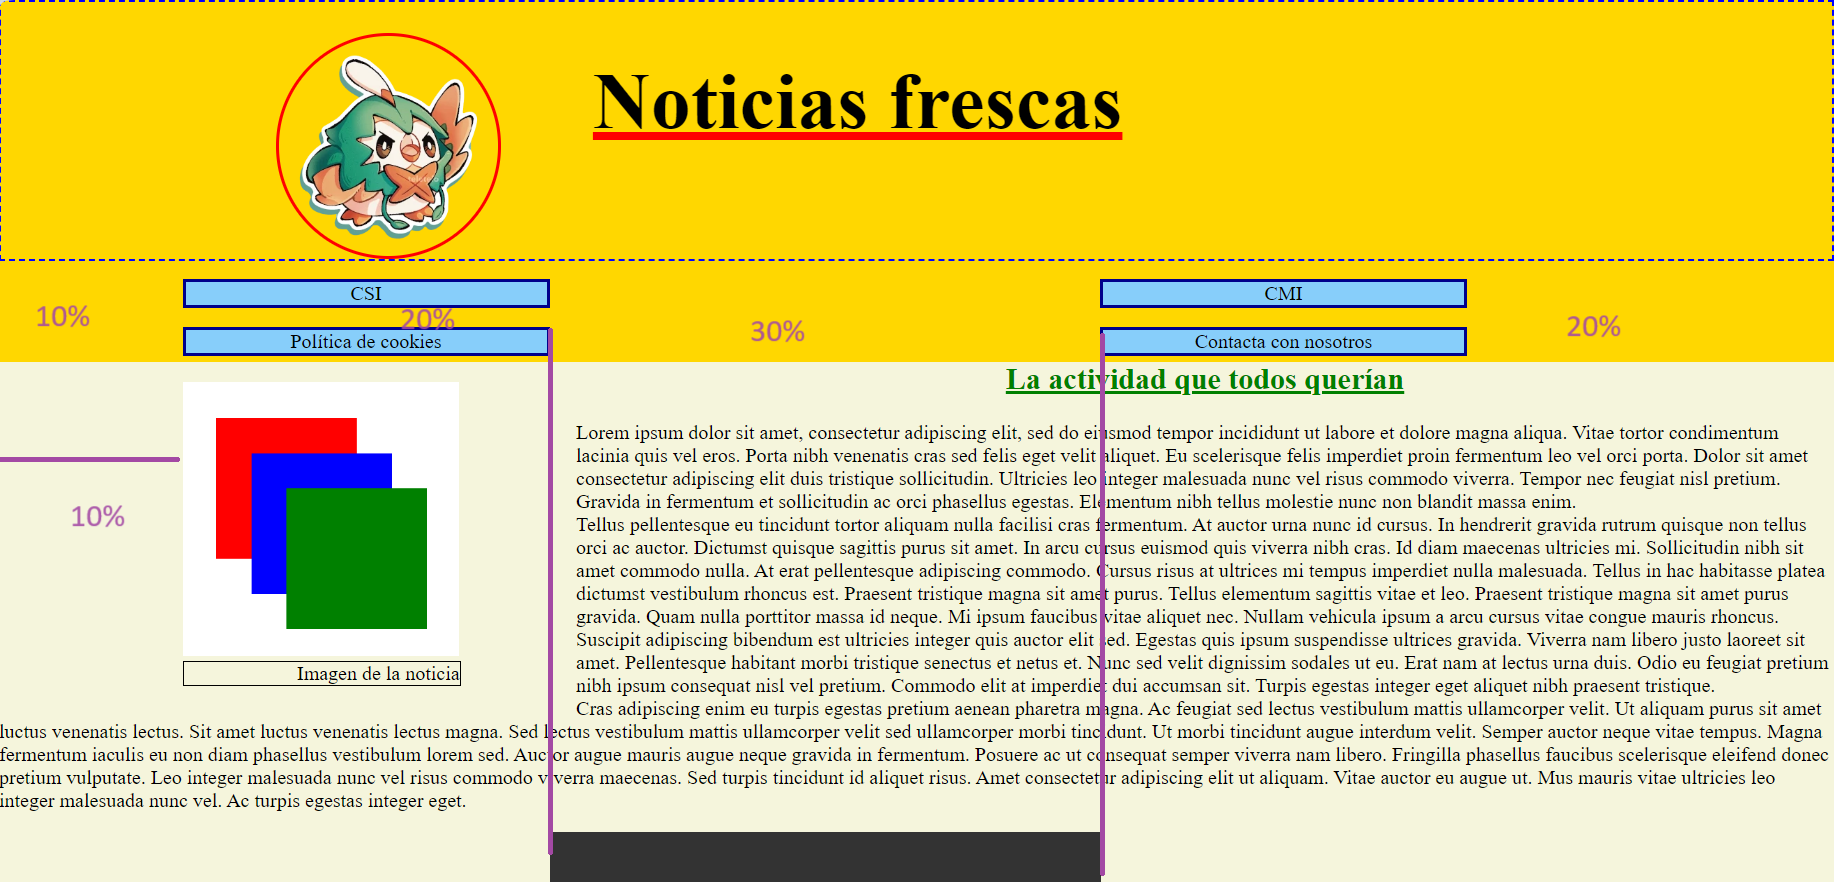 Noticias frescas
CSI
CMI
10%
20%
30%
20%
Política de cookies
Contacta con nosotros
La actividad que todos querían
10%
Imagen de la noticia
Lorem ipsum dolor sit amet, consectetur adipiscing elit, sed do eiusmod tempor incididunt ut labore et dolore magna aliqua. Vitae tortor condimentum
lacinia quis vel eros. Porta nibh venenatis cras sed felis eget velit aliquet. Eu scelerisque felis imperdiet proin fermentum leo vel orci porta. Dolor sit amet
consectetur adipiscing elit duis tristique sollicitudin. Ultricies leo integer malesuada nunc vel risus commodo viverra. Tempor nec feugiat nisl pretium.
Gravida in fermentum et sollicitudin ac orci phasellus egestas. Elementum nibh tellus molestie nunc non blandit massa enim.
Tellus pellentesque eu tincidunt tortor aliquam nulla facilisi cras fermentum. At auctor urna nunc id cursus. In hendrerit gravida rutrum quisque non tellus
orci ac auctor. Dictumst quisque sagittis purus sit amet. In arcu cursus euismod quis viverra nibh cras. Id diam maecenas ultricies mi. Sollicitudin nibh sit
amet commodo nulla. At erat pellentesque adipiscing commodo. Cursus risus at ultrices mi tempus imperdiet nulla malesuada. Tellus in hac habitasse platea
dictumst vestibulum rhoncus est. Praesent tristique magna sit amet purus. Tellus elementum sagittis vitae et leo. Praesent tristique magna sit amet purus
gravida. Quam nulla porttitor massa id neque. Mi ipsum faucibus vitae aliquet nec. Nullam vehicula ipsum a arcu cursus vitae congue mauris rhoncus.
Suscipit adipiscing bibendum est ultricies integer quis auctor elit sed. Egestas quis ipsum suspendisse ultrices gravida. Viverra nam libero justo laoreet sit
amet. Pellentesque habitant morbi tristique senectus et netus et. Nunc sed velit dignissim sodales ut eu. Erat nam at lectus urna duis. Odio eu feugiat pretium
nibh ipsum consequat nisl vel pretium. Commodo elit at imperdiet dui accumsan sit. Turpis egestas integer eget aliquet nibh praesent tristique.
Cras adipiscing enim eu turpis egestas pretium aenean pharetra magna. Ac feugiat sed lectus vestibulum mattis ullamcorper velit. Ut aliquam purus sit amet
luctus venenatis lectus. Sit amet luctus venenatis lectus magna. Sed lectus vestibulum mattis ullamcorper velit sed ullamcorper morbi tincidunt. Ut morbi tincidunt augue interdum velit. Semper auctor neque vitae tempus. Magna
fermentum iaculis eu non diam phasellus vestibulum lorem sed. Auctor augue mauris augue neque gravida in fermentum. Posuere ac ut consequat semper viverra nam libero. Fringilla phasellus faucibus scelerisque eleifend donec
pretium vulputate. Leo integer malesuada nunc vel risus commodo viverra maecenas. Sed turpis tincidunt id aliquet risus. Amet consectetur adipiscing elit ut aliquam. Vitae auctor eu augue ut. Mus mauris vitae ultricies leo
integer malesuada nunc vel. Ac turpis egestas integer eget.